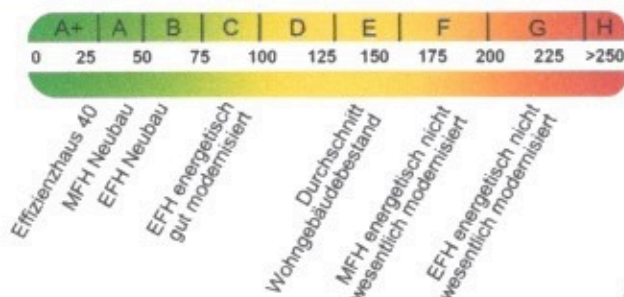 A+ A B C D E F G H
0 25 50 75 100 125 150 175 200 225 >250
Effizienzhaus 40
MFH Neubau
EFH Neubau
EFH energetisch
gut modernisiert
Durchschnitt
Wohngebäudebestand
MFH energetisch nicht
wesentlich modernisiert
EFH energetisch nicht
wesentlich modernisiert